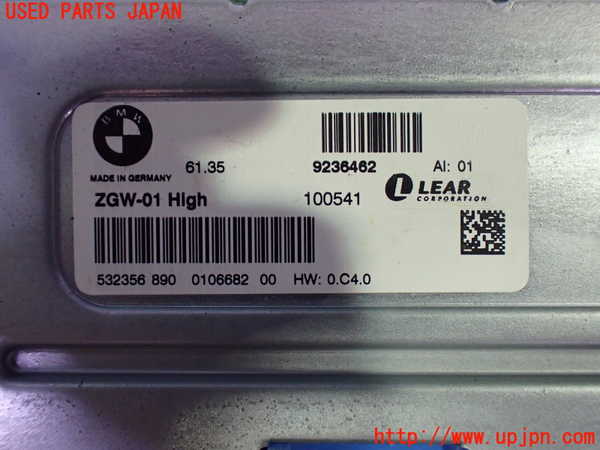 USED PARTS JAPAN
BMW
MADE IN GERMANY
61.35
9236462
AI: 01
ZGW-01 High
100541
LEAR
CORPORATION
532356 890 0106682 00 HW: 0.C4.0
http://www.upjpn.com/